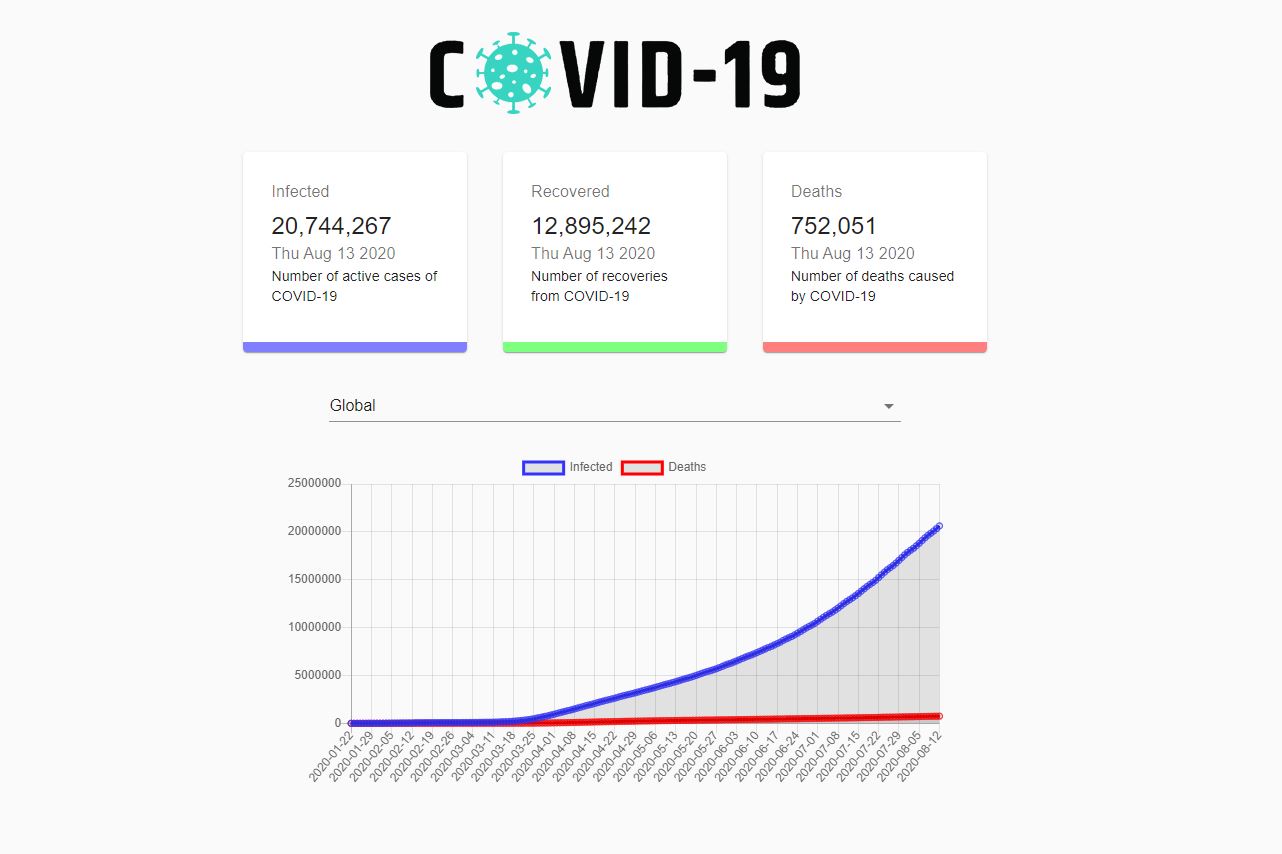 COVID-19
Infected
20,744,267
Thu Aug 13 2020
Number of active cases of
COVID-19
Recovered
12,895,242
Thu Aug 13 2020
Number of recoveries
from COVID-19
Deaths
752,051
Thu Aug 13 2020
Number of deaths caused
by COVID-19
Global
Infected Deaths
25000000
20000000
15000000
10000000
5000000
0
2020-01-22
2020-01-29
2020-02-05
2020-02-12
2020-02-19
2020-02-26
2020-03-04
2020-03-11
2020-03-18
2020-03-25
2020-04-01
2020-04-08
2020-04-15
2020-04-22
2020-04-29
2020-05-06
2020-05-13
2020-05-20
2020-05-27
2020-06-03
2020-06-10
2020-06-17
2020-06-24
2020-07-01
2020-07-08
2020-07-15
2020-07-22
2020-07-29
2020-08-05
2020-08-12